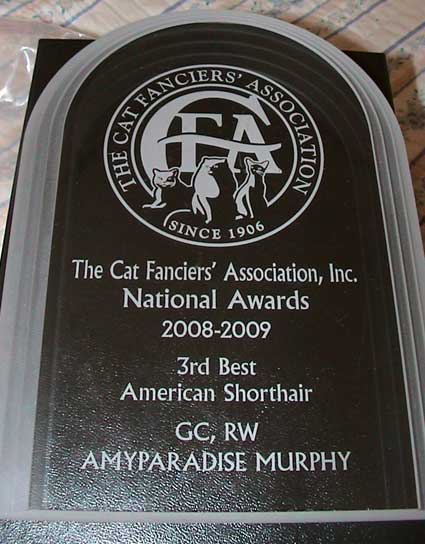 THE CAT FANCIERS' ASSOCIATION
CFA
SINCE 1906
The Cat Fanciers' Association, Inc.
National Awards
2008-2009
3rd Best
American Shorthair
GC, RW
AMYPARADISE MURPHY